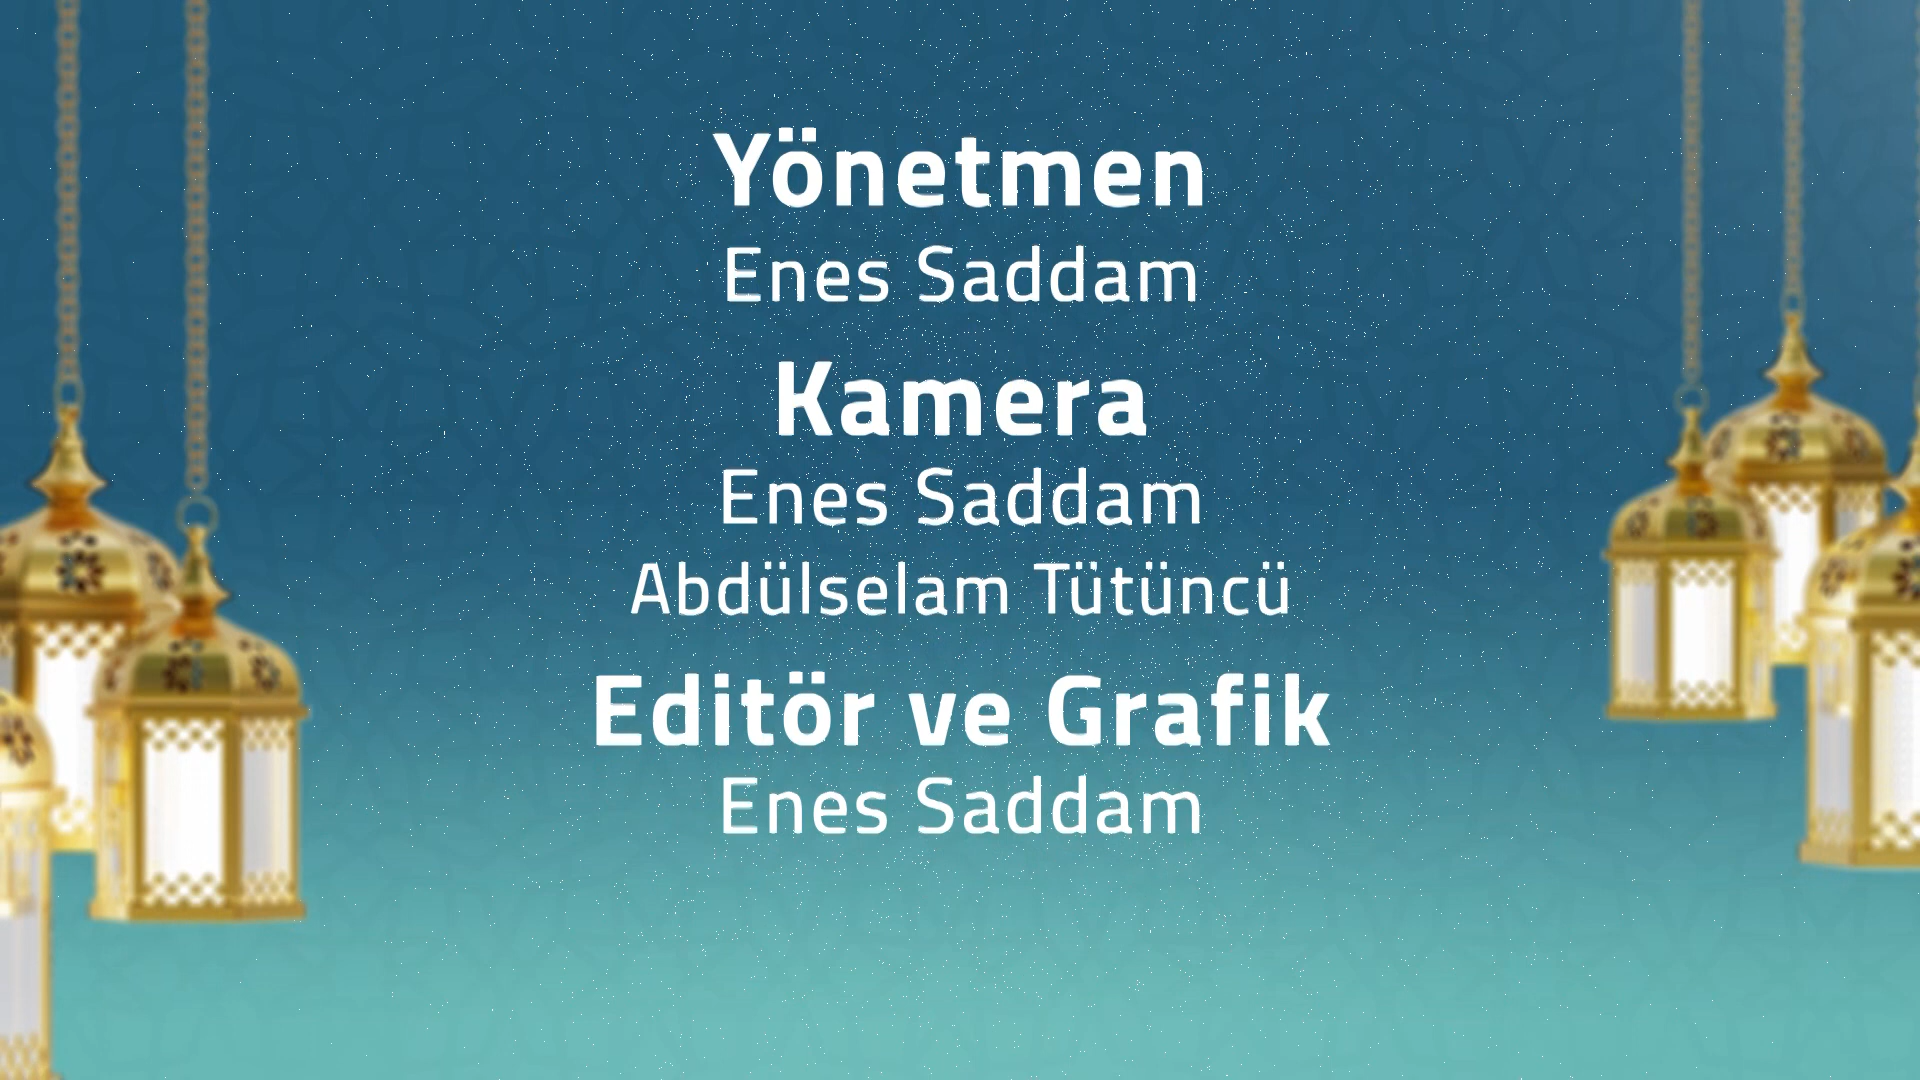 Yönetmen
Enes Saddam
Kamera
Enes Saddam
Abdülselam Tütüncü
Editör ve Grafik
Enes Saddam